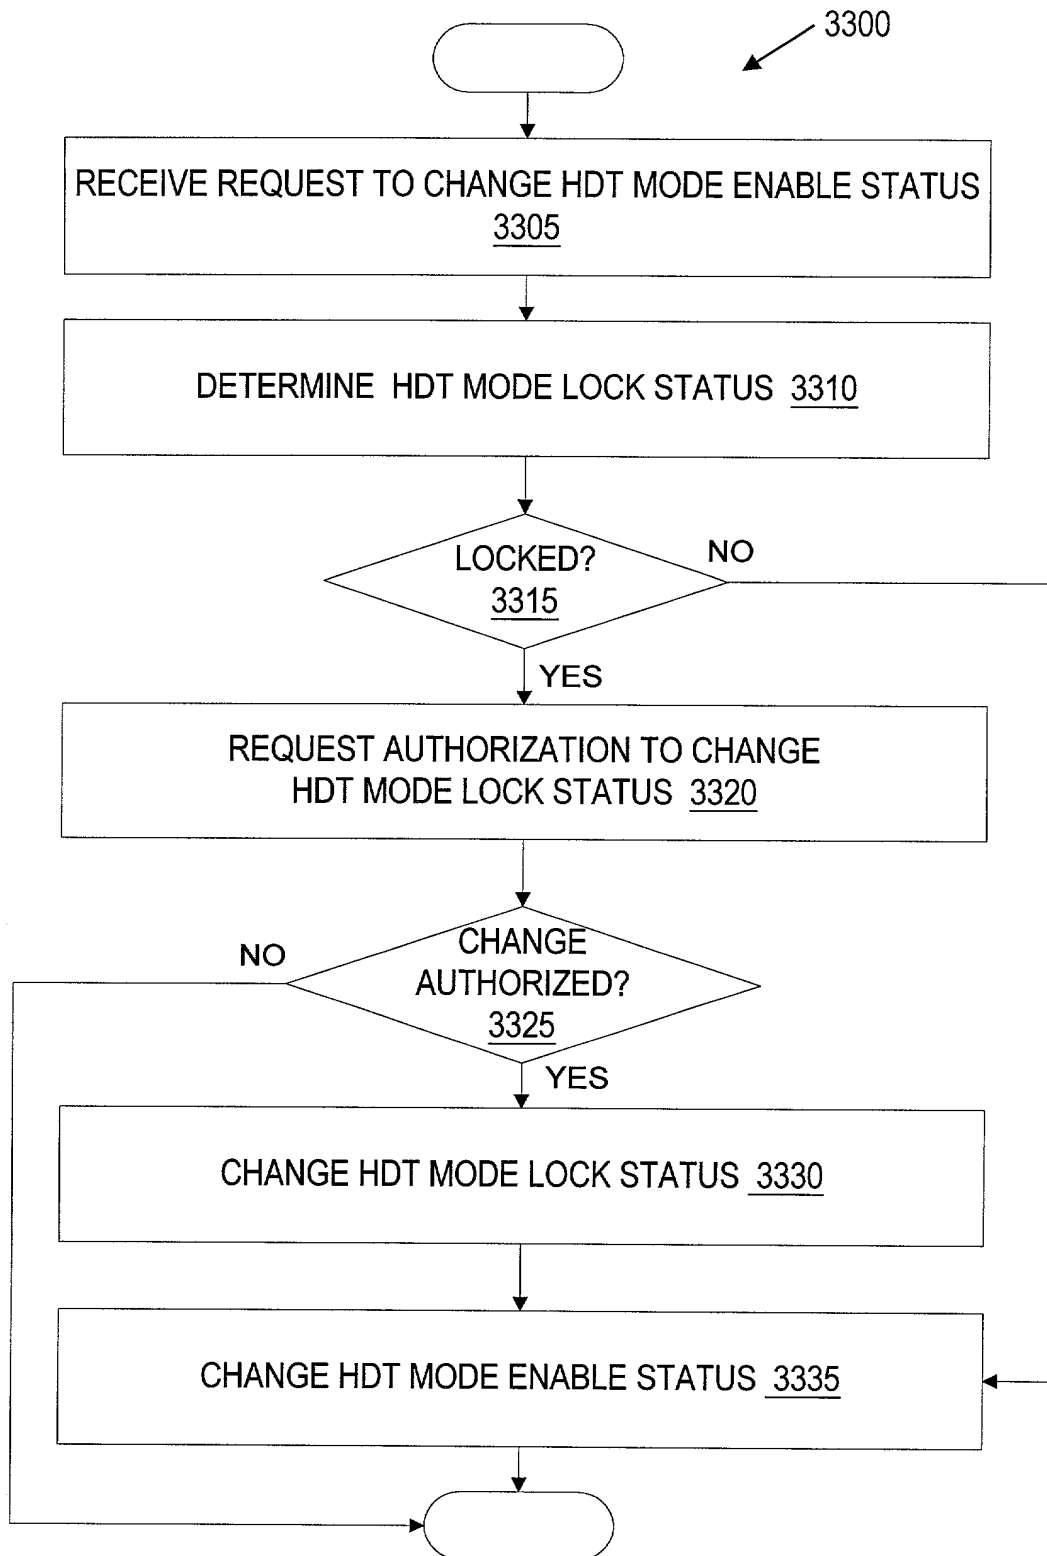 3300
RECEIVE REQUEST TO CHANGE HDT MODE ENABLE STATUS
3305
DETERMINE HDT MODE LOCK STATUS 3310
LOCKED?
3315
NO
YES
REQUEST AUTHORIZATION TO CHANGE
HDT MODE LOCK STATUS 3320
NO
CHANGE
AUTHORIZED?
3325
YES
CHANGE HDT MODE LOCK STATUS 3330
CHANGE HDT MODE ENABLE STATUS 3335